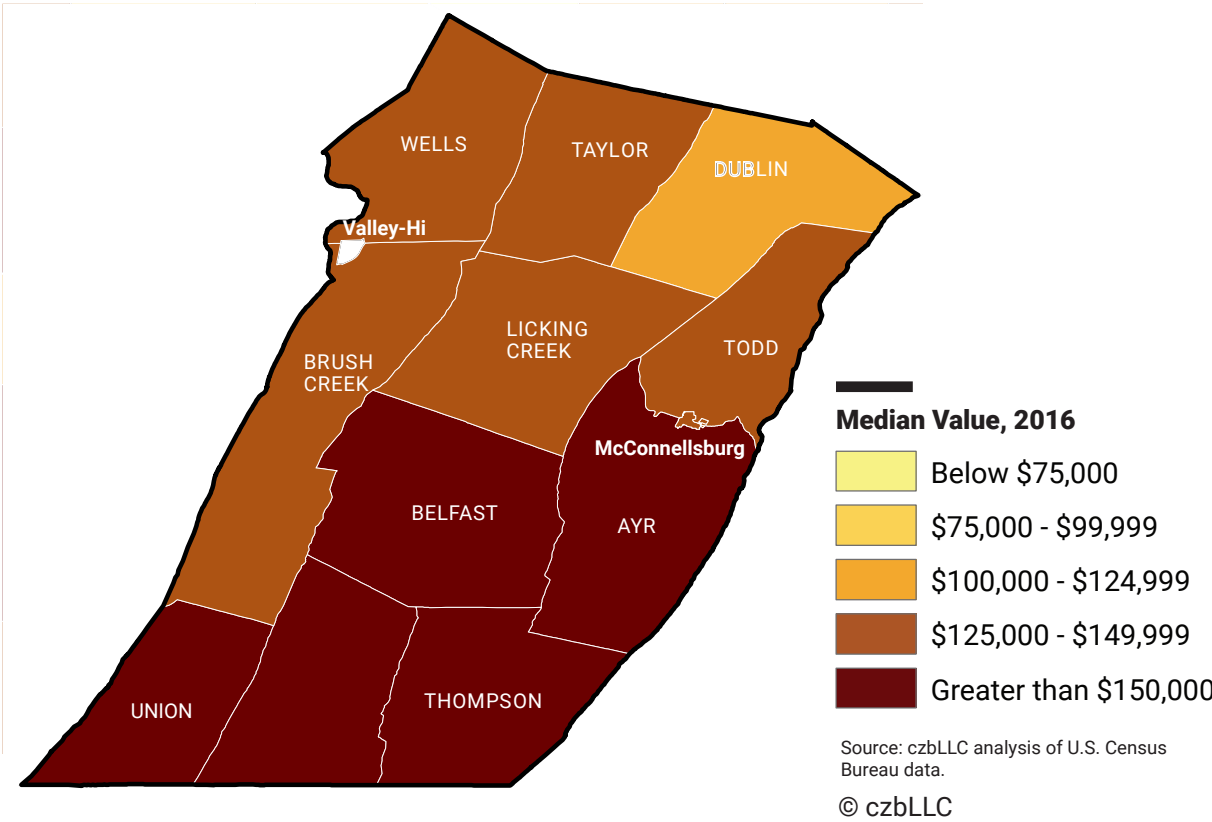 WELLS
TAYLOR
DUBLIN
Valley-Hi
LICKING
CREEK
TODD
BRUSH
CREEK
McConnellsburg
BELFAST
AYR
UNION
THOMPSON
Median Value, 2016
Below $75,000
$75,000 - $99,999
$100,000 - $124,999
$125,000 - $149,999
Greater than $150,000
Source: czbLLC analysis of U.S. Census
Bureau data.
© czbLLC